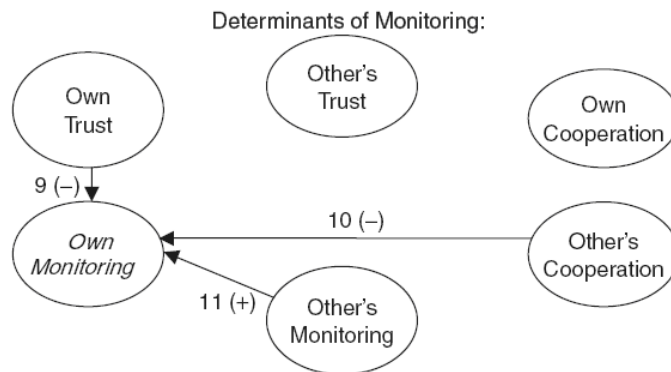 Determinants of Monitoring:
Other's
Trust
Own
Trust
Own
Cooperation
9 (–)
10 (–)
Own
Monitoring
Other's
Cooperation
11 (+)
Other's
Monitoring